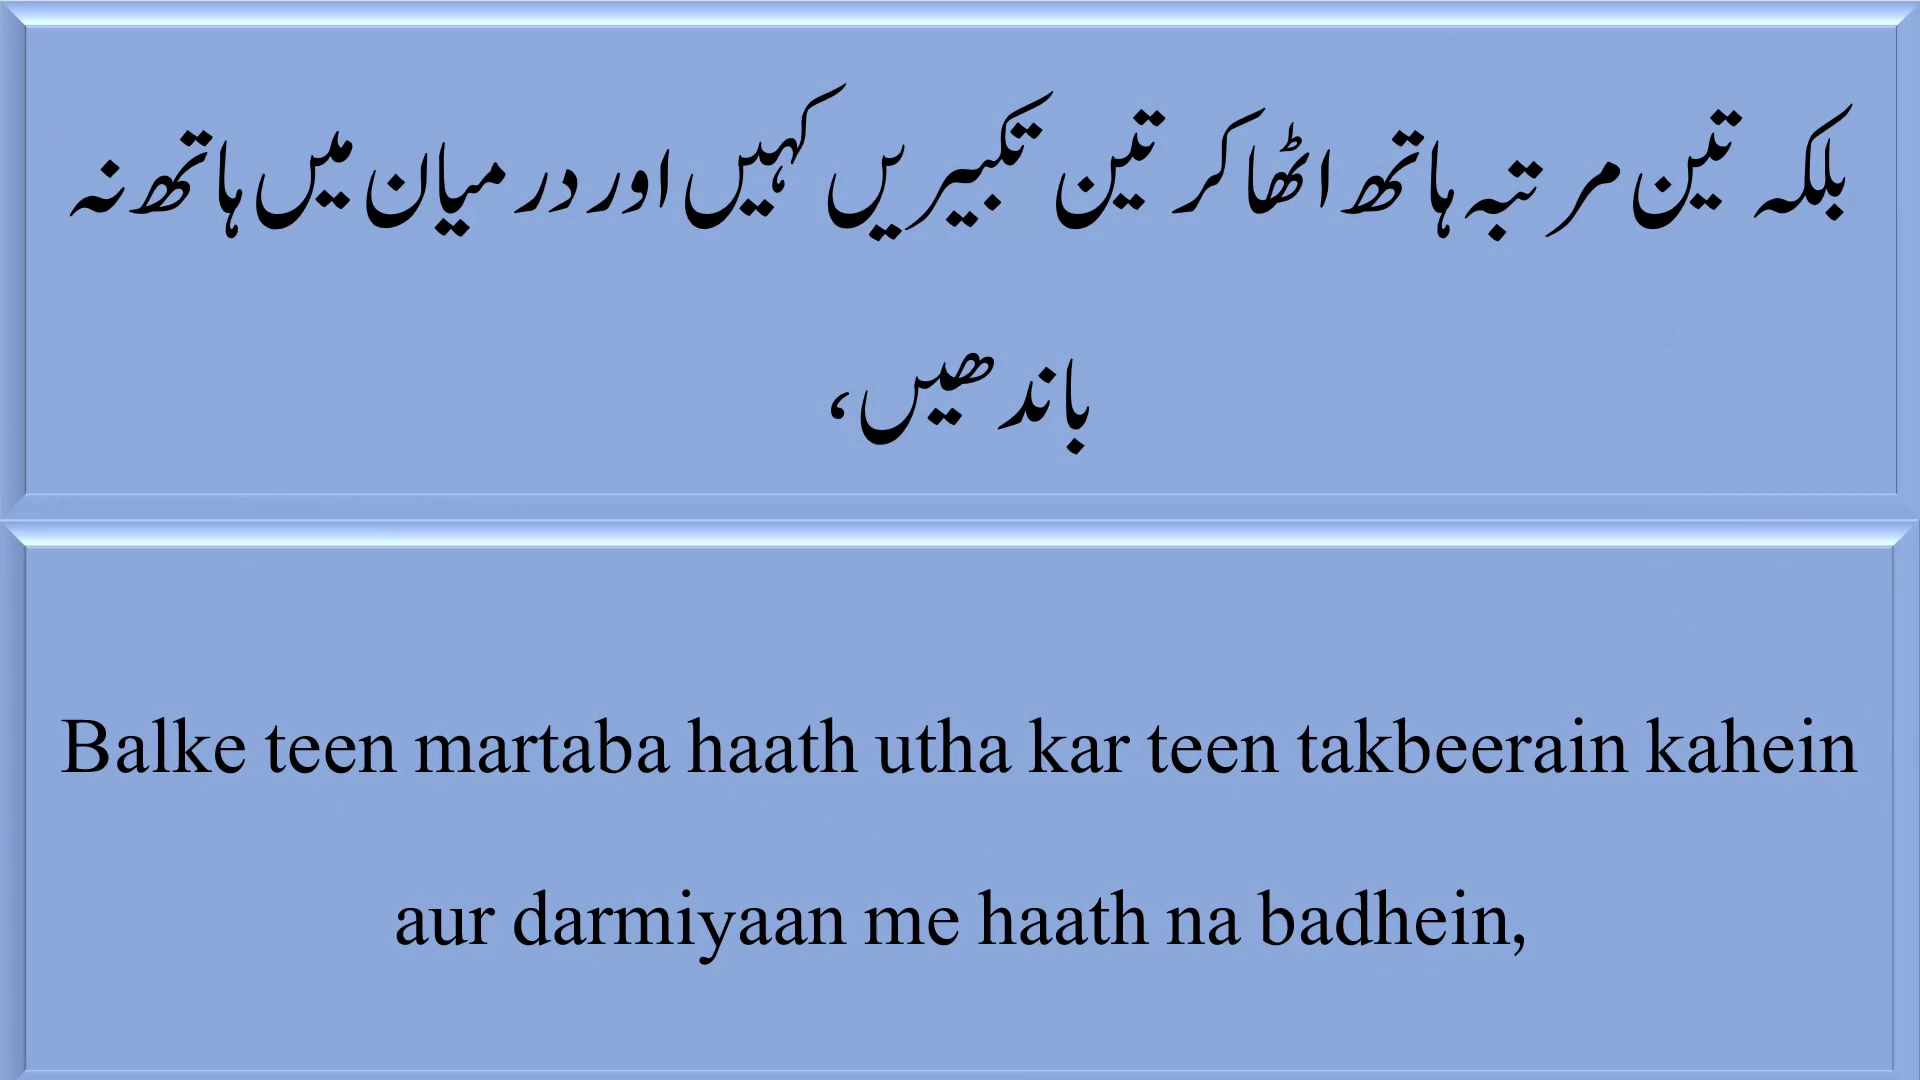 بلکہ تین مرتبہ ہاتھ اٹھا کر تین تکبیریں کہیں اور درمیان میں ہاتھ نہ
باندھیں،
Balke teen martaba haath utha kar teen takbeerain kahein
aur darmiyaan me haath na badhein,